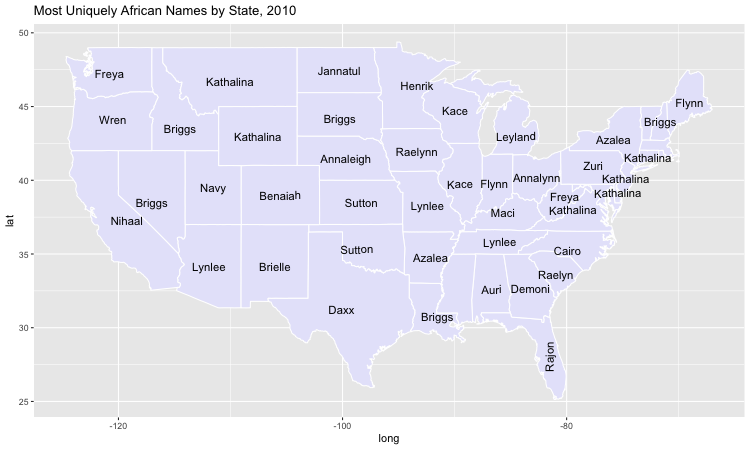 Most Uniquely African Names by State, 2010
50
45
40
35
30
25
lat
Freya
Kathalina
Jannatul
Henrik
Flynn
Wren
Briggs
Kathalina
Briggs
Kace
Leyland
Azalea
Briggs
Annaleigh
Raelynn
Zuri
Kathalina
Kathalina
Kathalina
Nihaal
Briggs
Navy
Benaiah
Sutton
Lynlee
Kace
Flynn
Annalynn
Freya
Kathalina
Maci
Lynlee
Brielle
Sutton
Azalea
Lynlee
Cairo
Raelyn
Daxx
Briggs
Auri
Demoni
Rajon
-120
-100
-80
long